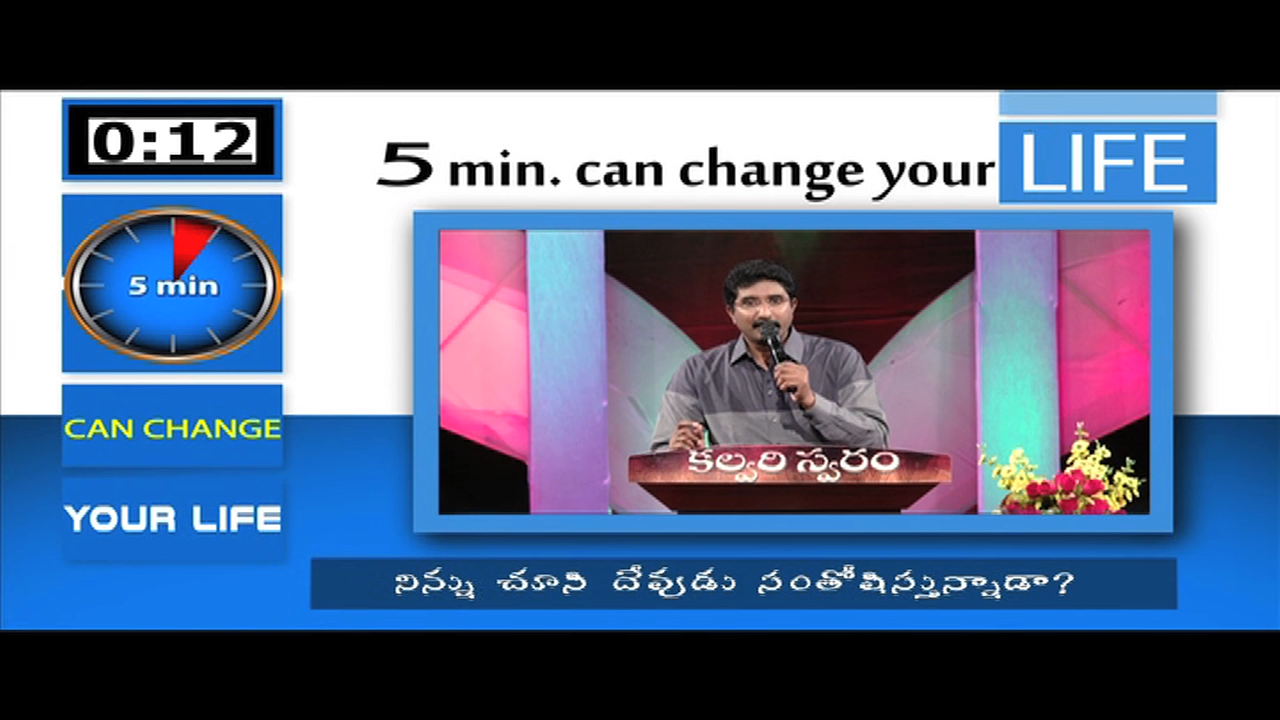 0:12
5 min. can change your LIFE
5 min
CAN CHANGE
YOUR LIFE
కల్వరి స్వరం
నిన్ను చూసి దేవుడు సంతోషిస్తున్నాడా?